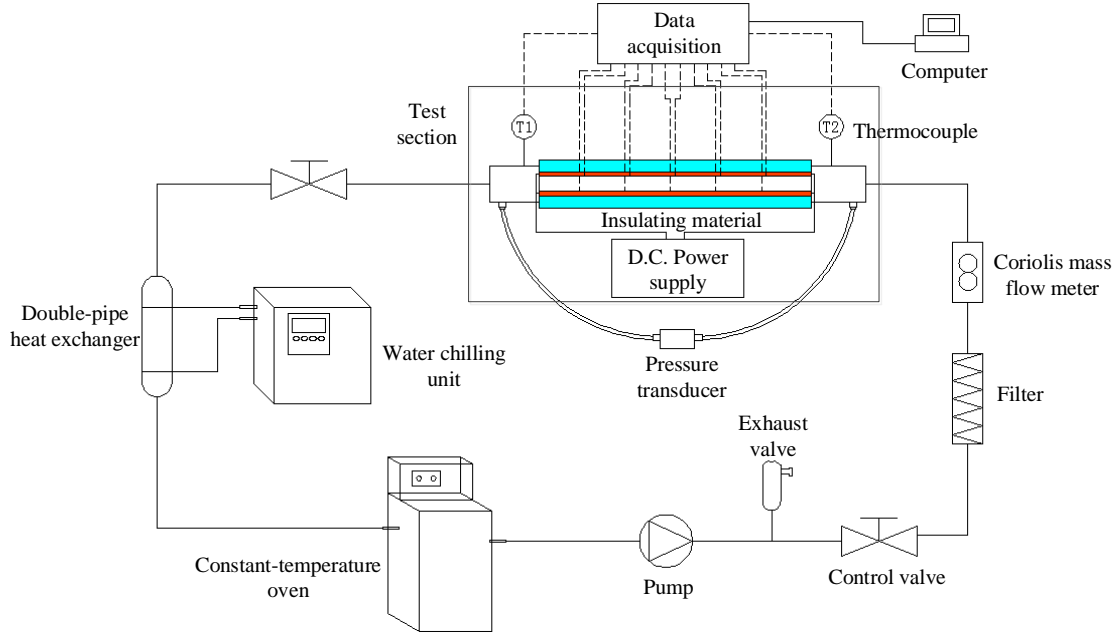 Data
acquisition
Computer
Test
section
T1
T2
Thermocouple
Insulating material
D.C. Power
supply
Coriolis mass
flow meter
Double-pipe
heat exchanger
Water chilling
unit
Pressure
transducer
Filter
Exhaust
valve
Constant-temperature
oven
Pump
Control valve